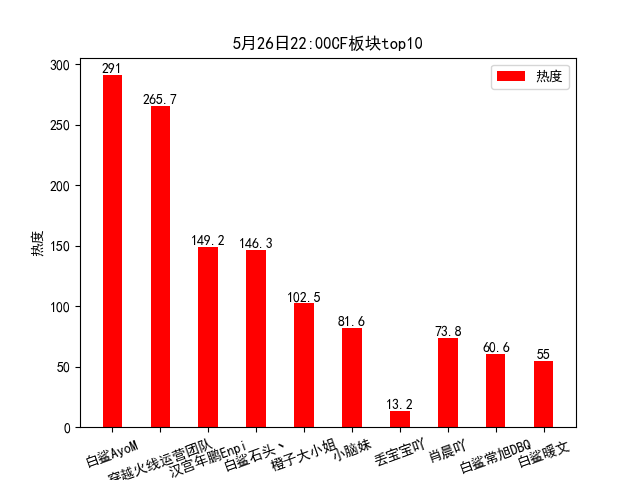 5月26日22:00CF板块top10
热度
热度
300
250
200
150
100
50
0
291
265.7
149.2
146.3
102.5
81.6
13.2
73.8
60.6
55
白鲨AyoM
穿越火线运营团队
汉宫年鹏Enpi
白鲨石头丶
橙子大小姐
小脑妹
丢宝宝吖
肖晨吖
白鲨常旭DBQ
白鲨暖文